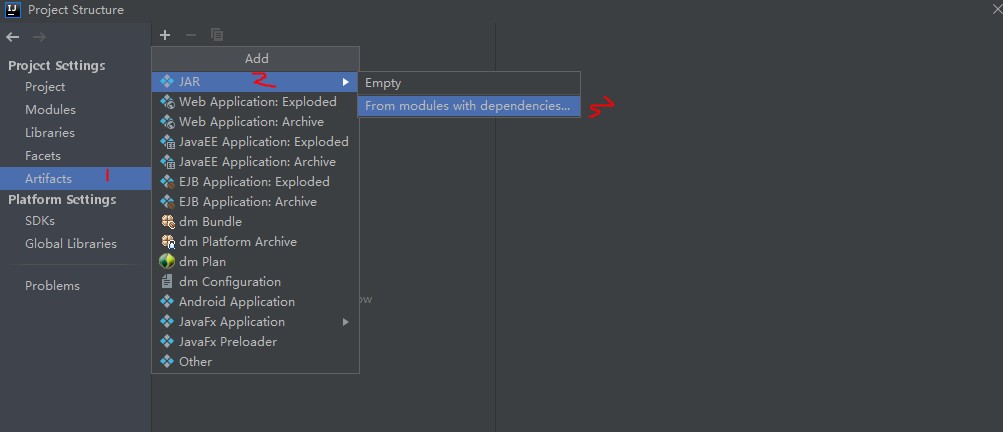 IJ Project Structure
Project Settings
Project
Modules
Libraries
Facets
Artifacts 1
Platform Settings
SDKs
Global Libraries
Problems
Add
JAR 2
Web Application: Exploded
Web Application: Archive
JavaEE Application: Exploded
JavaEE Application: Archive
EJB Application: Exploded
EJB Application: Archive
dm Bundle
dm Platform Archive
dm Plan
dm Configuration
Android Application
JavaFx Application
JavaFx Preloader
Other
Empty
From modules with dependencies... 3